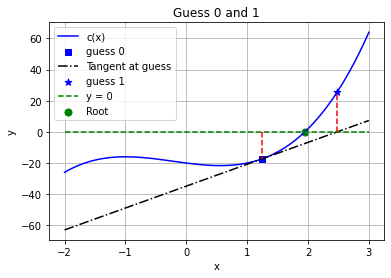 Guess 0 and 1
c(x)
guess 0
Tangent at guess
guess 1
y = 0
Root
60
40
20
0
−20
−40
−60
y
−2
−1
0
1
2
3
x